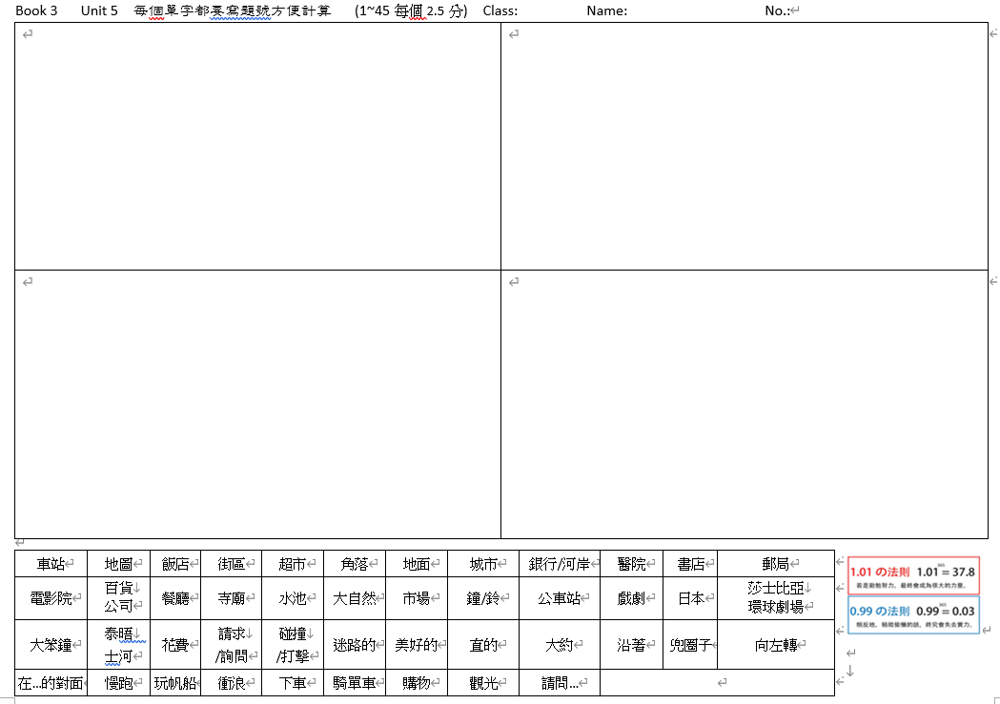 Book 3 Unit 5 每個單字都要寫題號方便計算 (1~45 每個 2.5 分) Class: Name: No.:
車站 地圖 飯店 街區 超市 角落 地面 城市 銀行/河岸 醫院 書店 郵局
電影院 百貨公司 餐廳 寺廟 水池 大自然 市場 鐘/鈴 公車站 戲劇 日本 莎士比亞環球劇場
大笨鐘 泰晤士河 花費 請求/詢問 碰撞/打擊 迷路的 美好的 直的 大約 沿著 兜圈子 向左轉
在...的對面 慢跑 玩帆船 衝浪 下車 騎單車 購物 觀光 請問...
1.01 の法則 1.01 365 = 37.8
若是勤勉努力，最終會成為很大的力量。
0.99 の法則 0.99 365 = 0.03
相反地，稍微偷懶的話，終究會失去實力。